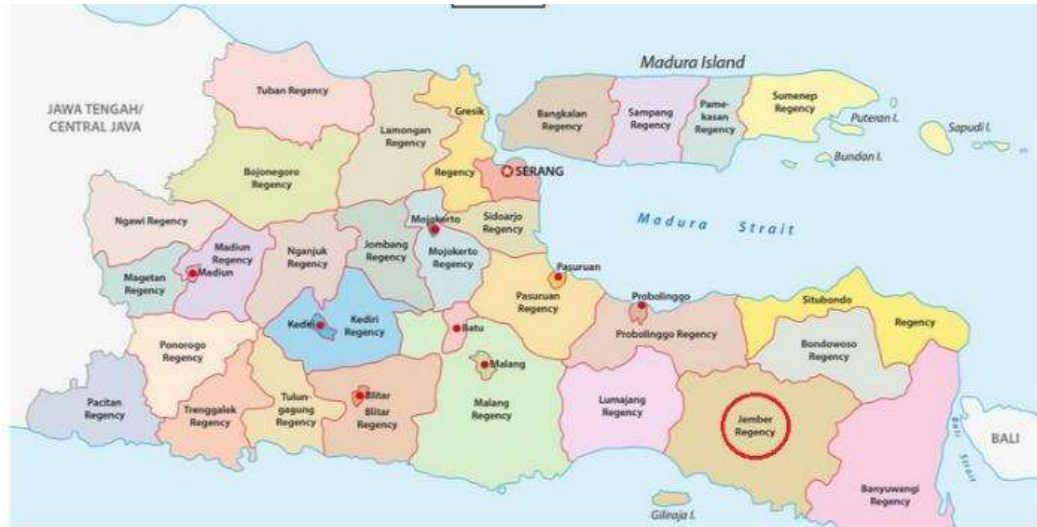 Madura Island
JAWA TENGAH/
CENTRAL JAVA
Tuban Regency
Lamongan
Regency
Gresik
Regency
Bangkalan
Regency
Sampang
Regency
Pame-
kasan
Regency
Sumenep
Regency
Puteran I.
Sapudi I.
Bundan I.
Bojonegoro
Regency
SERANG
Ngawi Regency
Mojokerto
Sidoarjo
Regency
Madura Strait
Magetan
Regency
Madiun
Regency
Madiun
Nganjuk
Regency
Jombang
Regency
Mojokerto
Regency
Pasuruan
Pasuruan
Regency
Kediri
Kediri
Regency
Batu
Probolinggo
Probolinggo Regency
Situbondo
Regency
Bondowoso
Regency
Ponorogo
Regency
Malang
Pacitan
Regency
Trenggalek
Regency
Tulun-
gagung
Regency
Blitar
Blitar
Regency
Malang
Regency
Lumajang
Regency
Jember
Regency
Bali Strait
BALI
Banyuwangi
Regency
Giliraja I.